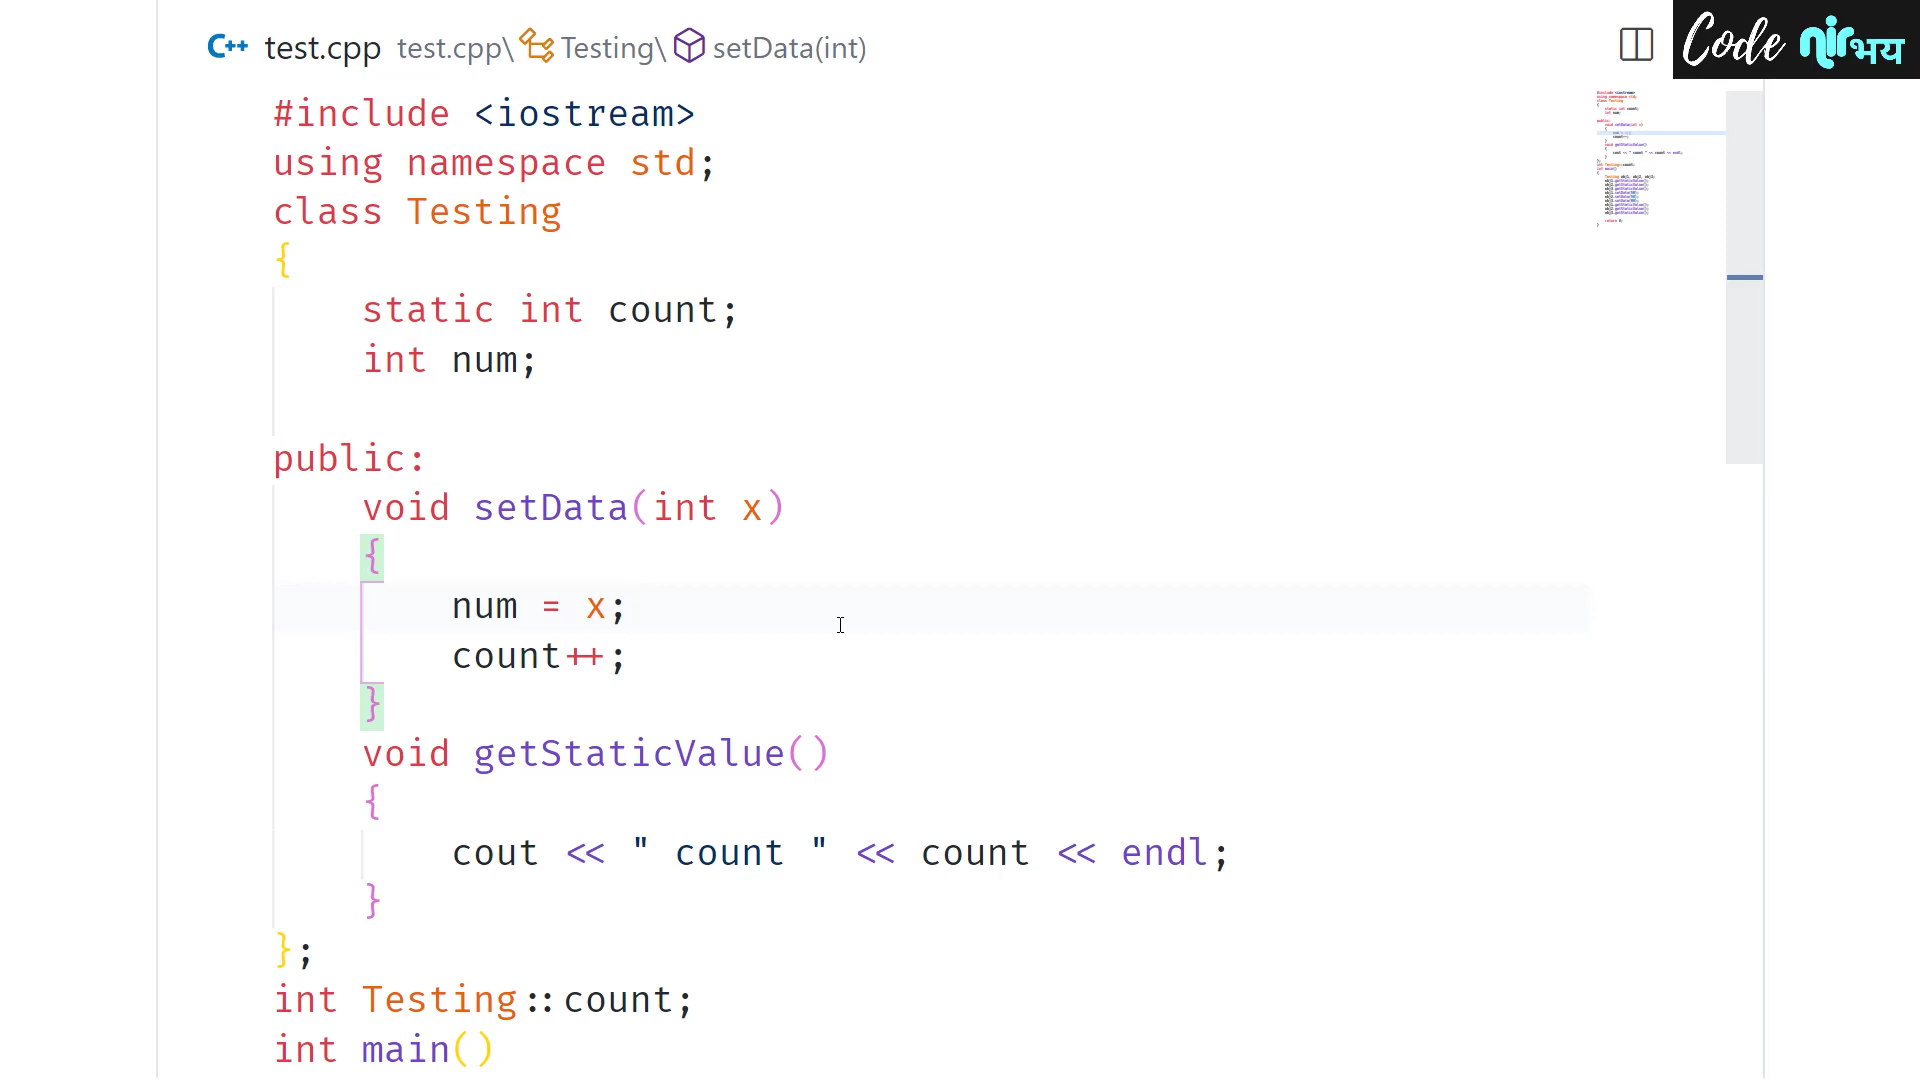 C++ test.cpp test.cpp\ Testing\ setData(int)
Code nirभय
#include <iostream>
using namespace std;
class Testing
{
static int count;
int num;
public:
void setData(int x)
{
num = x;
count++;
}
void getStaticValue()
{
cout << " count " << count << endl;
}
};
int Testing::count;
int main()